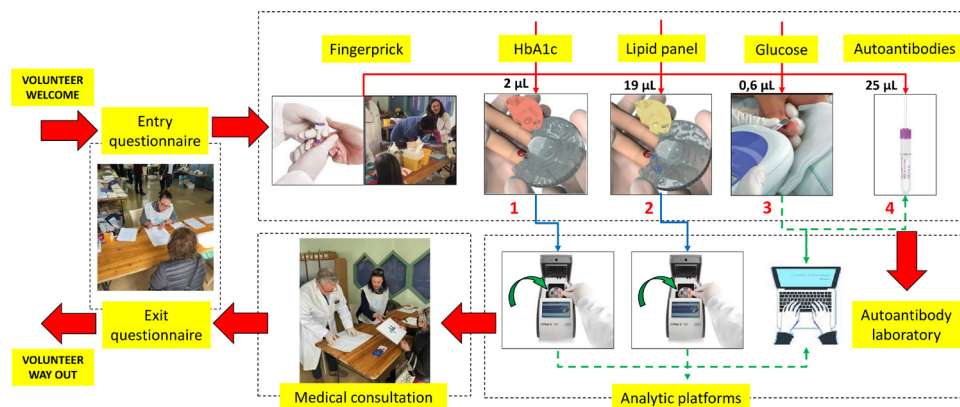 Fingerprick
HbA1c
Lipid panel
Glucose
Autoantibodies
VOLUNTEER
WELCOME
2 µL
19 µL
0,6 µL
25 µL
Entry
questionnaire
1
2
3
4
Exit
questionnaire
Autoantibody
laboratory
VOLUNTEER
WAY OUT
Medical consultation
Analytic platforms